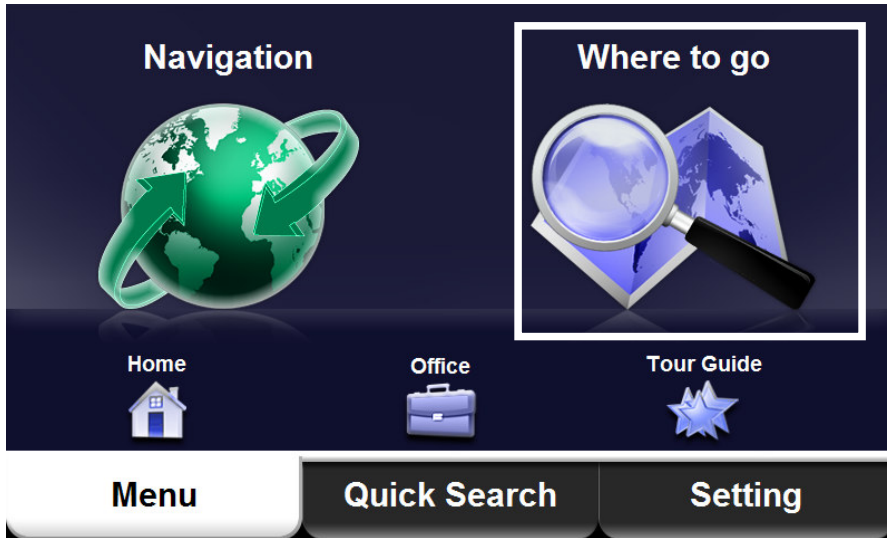 Navigation
Where to go
Home
Office
Tour Guide
Menu
Quick Search
Setting